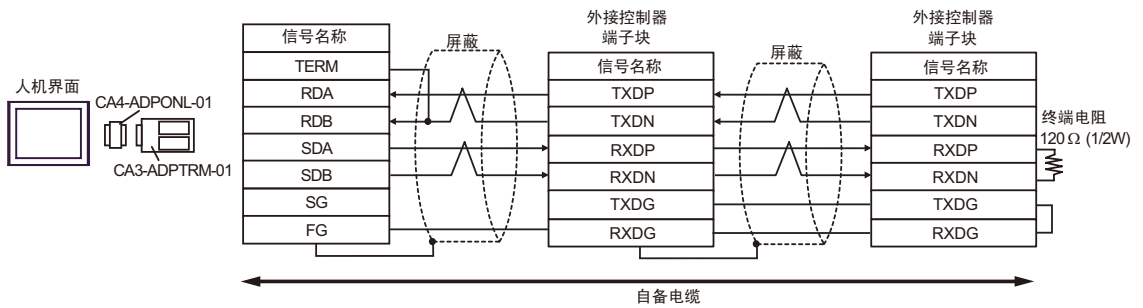 人机界面
CA4-ADPONL-01
CA3-ADPTRM-01
信号名称
TERM
RDA
RDB
SDA
SDB
SG
FG
屏蔽
外接控制器
端子块
信号名称
TXDP
TXDN
RXDP
RXDN
TXDG
RXDG
屏蔽
外接控制器
端子块
信号名称
TXDP
TXDN
RXDP
RXDN
TXDG
RXDG
终端电阻
120 Ω (1/2W)
自备电缆